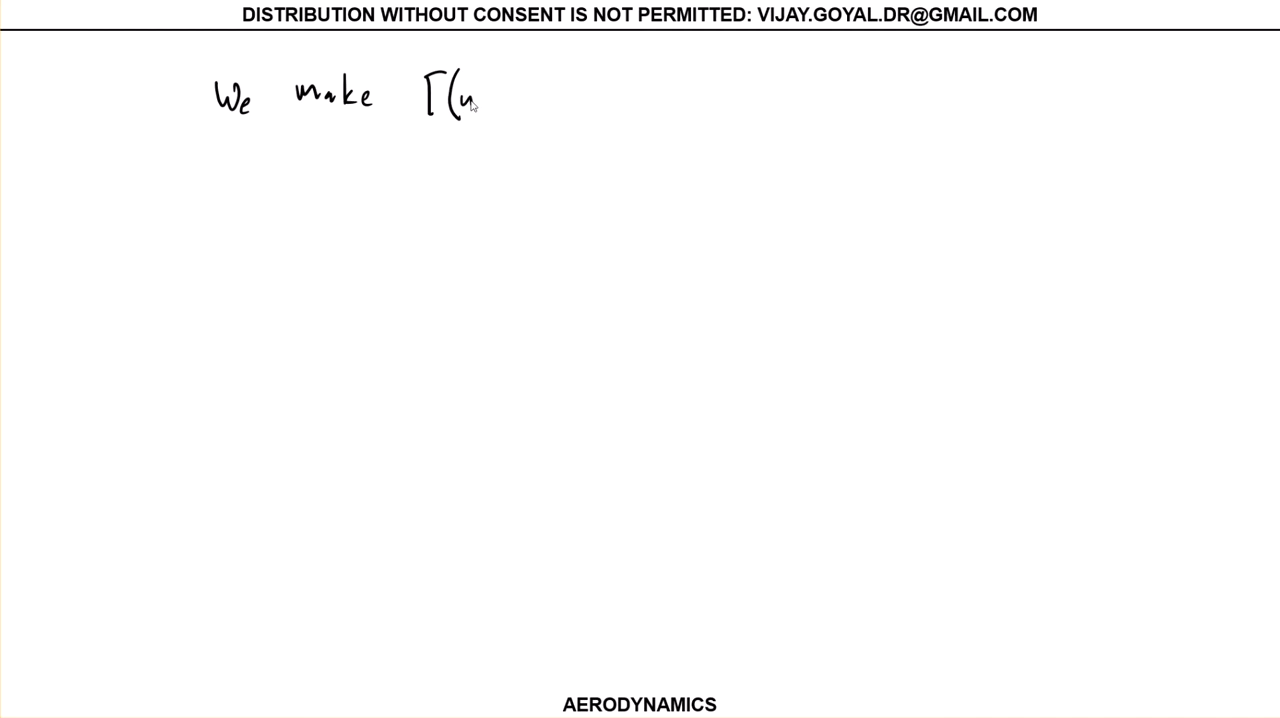 DISTRIBUTION WITHOUT CONSENT IS NOT PERMITTED: VIJAY.GOYAL.DR@GMAIL.COM
We make Γ(
AERODYNAMICS